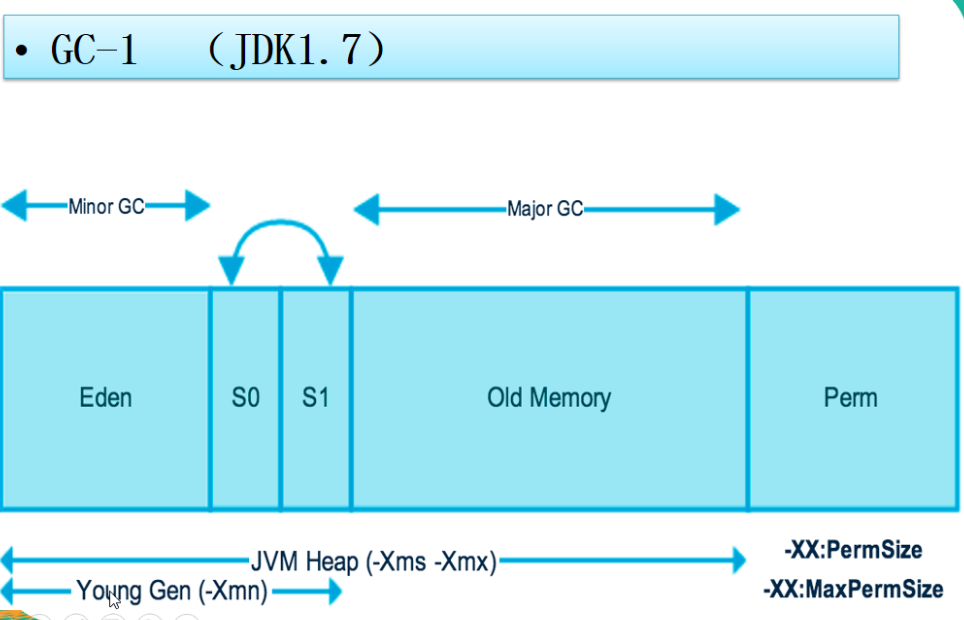 • GC-1 （JDK1.7）
Minor GC
Major GC
Eden
S0
S1
Old Memory
Perm
JVM Heap (-Xms -Xmx)
Young Gen (-Xmn)
-XX:PermSize
-XX:MaxPermSize